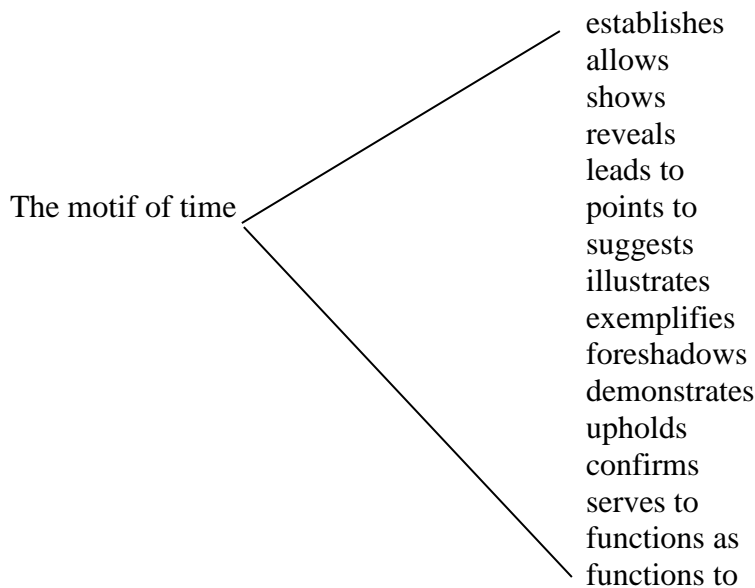 establishes
allows
shows
reveals
leads to
The motif of time
points to
suggests
illustrates
exemplifies
foreshadows
demonstrates
upholds
confirms
serves to
functions as
functions to